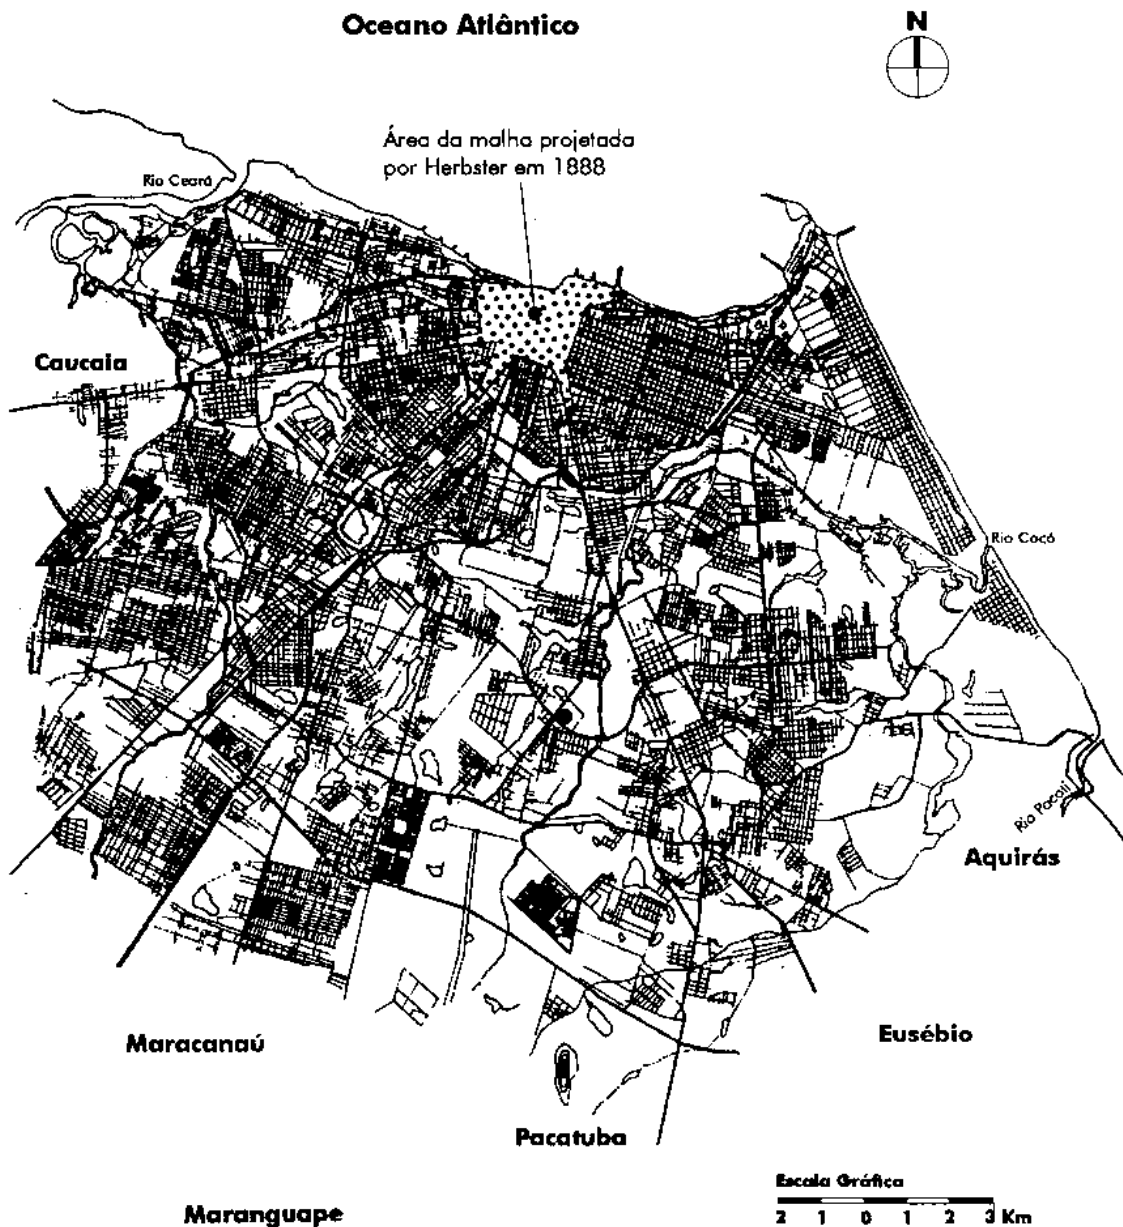 Oceano Atlântico
N
Área da malha projetada
por Herbster em 1888
Rio Ceará
Caucaia
Rio Cocó
Rio Pacoti
Aquirás
Maracanaú
Eusébio
Pacatuba
Maranguape
Escala Gráfica
2 1 0 1 2 3 Km